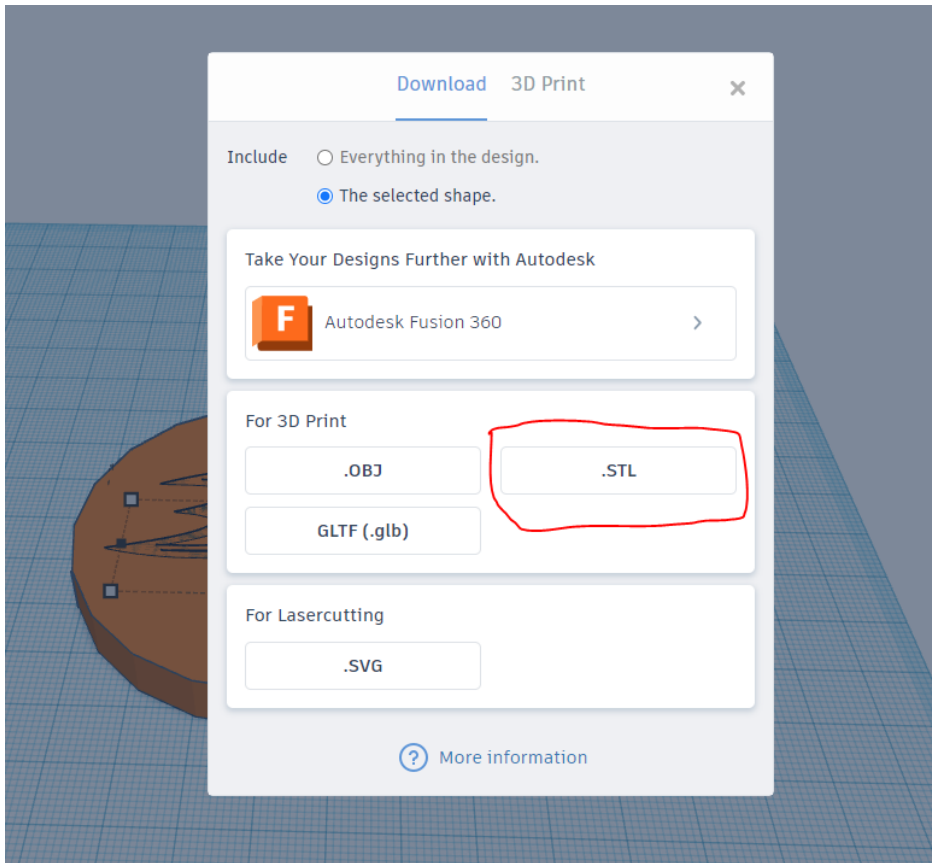 Download 3D Print ×
Include Everything in the design.
The selected shape.
Take Your Designs Further with Autodesk
F Autodesk Fusion 360 >
For 3D Print
.OBJ .STL
GLTF (.glb)
For Lasercutting
.SVG
? More information